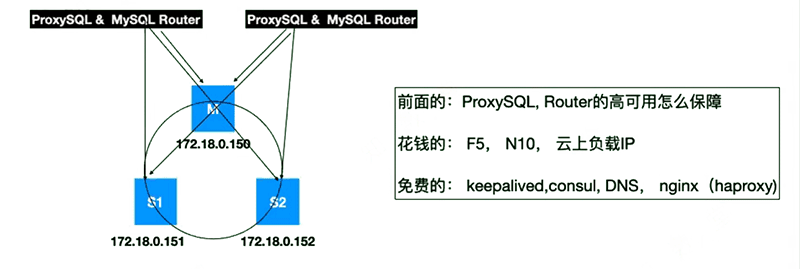 ProxySQL & MySQL Router
ProxySQL & MySQL Router
M
172.18.0.150
S1
S2
172.18.0.151
172.18.0.152
前面的：ProxySQL, Router的高可用怎么保障
花钱的： F5， N10， 云上负载IP
免费的： keepalived,consul, DNS， nginx（haproxy)